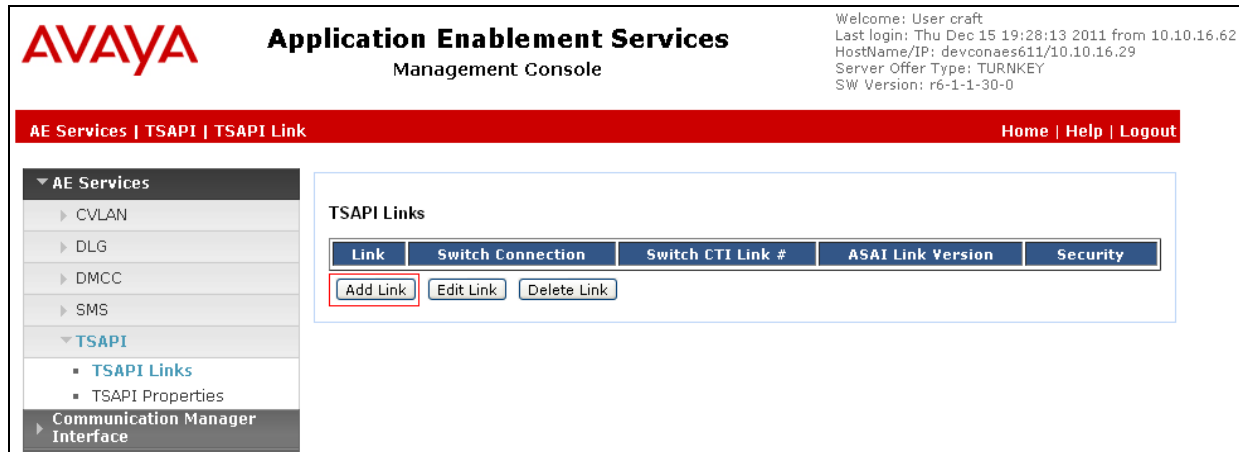 AVAYA
Application Enablement Services
Management Console
Welcome: User craft
Last login: Thu Dec 15 19:28:13 2011 from 10.10.16.62
HostName/IP: devconaes611/10.10.16.29
Server Offer Type: TURNKEY
SW Version: r6-1-1-30-0
AE Services | TSAPI | TSAPI Link
Home | Help | Logout
AE Services
CVLAN
DLG
DMCC
SMS
TSAPI
TSAPI Links
TSAPI Properties
Communication Manager
Interface
TSAPI Links
Link Switch Connection Switch CTI Link # ASAI Link Version Security
Add Link Edit Link Delete Link